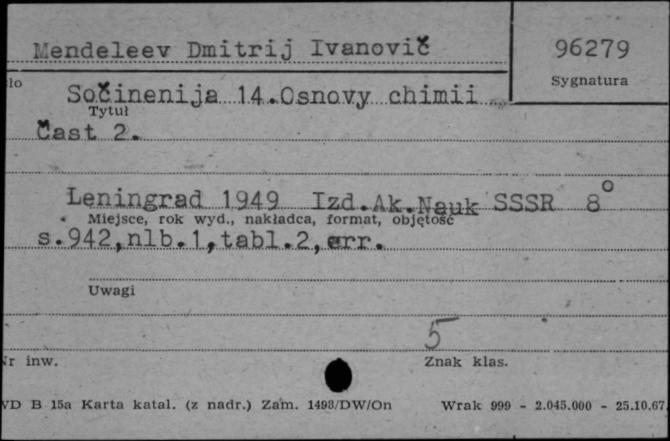 Mendeleev Dmitrij Ivanovič
96279
Sygnatura
Sočinenija 14.Osnovy chimii
Tytuł
Čast 2.
Leningrad 1949 Izd.Ak.Nauk SSSR 8°
Miejsce, rok wyd., nakładca, format, objętość
s.942,nlb.1,tabl.2,err.
Uwagi
5
Nr inw.
Znak klas.
WD B 15a Karta katal. (z nadr.) Zam. 1493/DW/On Wrak 999 - 2.045.000 - 25.10.67